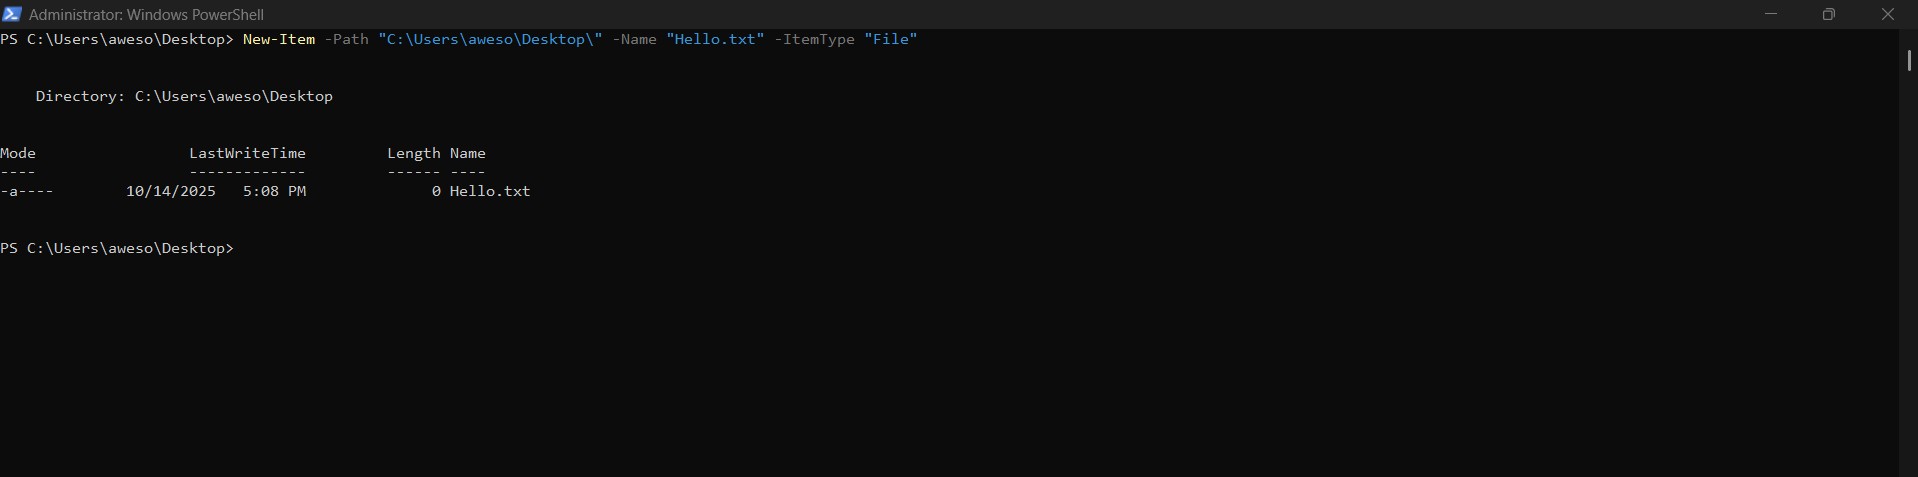 Administrator: Windows PowerShell
PS C:\Users\aweso\Desktop> New-Item -Path "C:\Users\aweso\Desktop\" -Name "Hello.txt" -ItemType "File"
Directory: C:\Users\aweso\Desktop
Mode                 LastWriteTime         Length Name
----                 -------------         ------ ----
-a----        10/14/2025   5:08 PM              0 Hello.txt
PS C:\Users\aweso\Desktop>